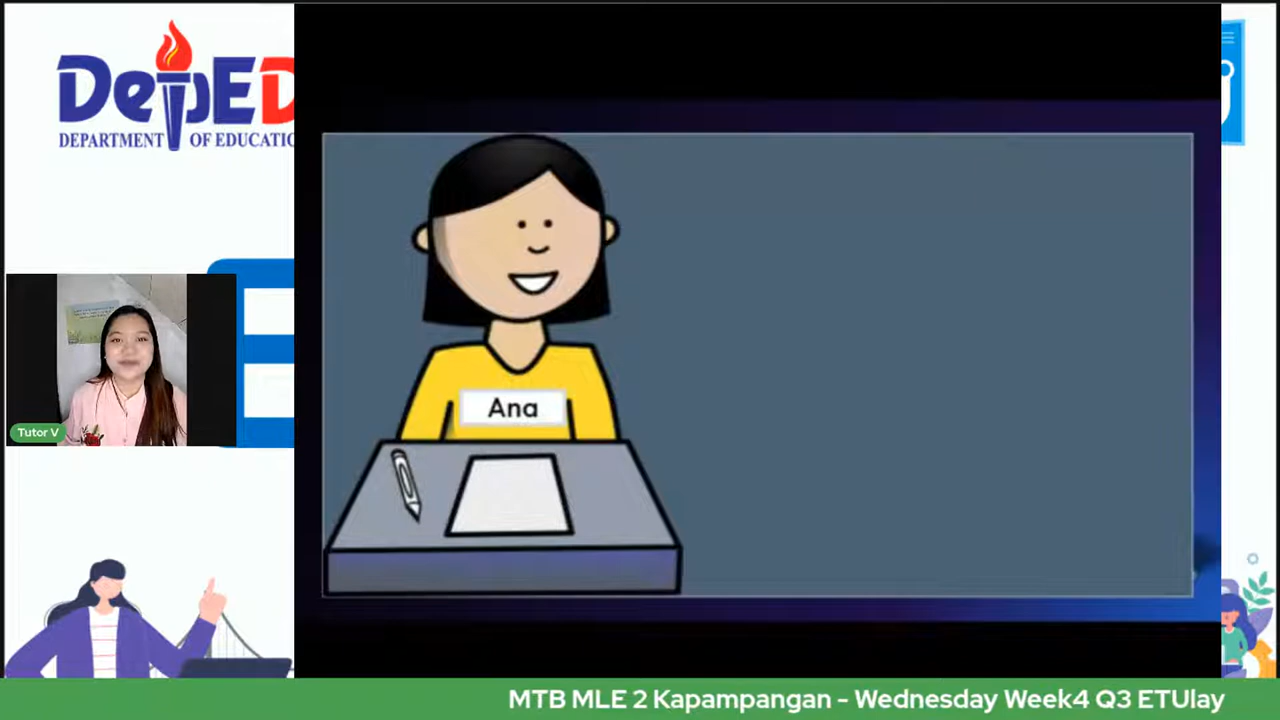 DepED
DEPARTMENT OF EDUCATIO
Tutor V
Ana
MTB MLE 2 Kapampangan - Wednesday Week4 Q3 ETUlay